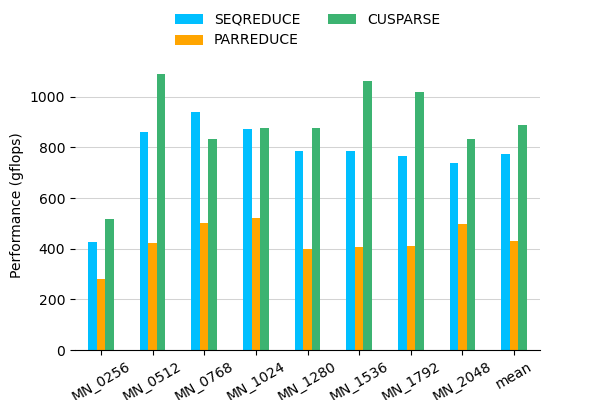 SEQREDUCE
PARREDUCE
CUSPARSE
Performance (gflops)
1000
800
600
400
200
0
MN_0256
MN_0512
MN_0768
MN_1024
MN_1280
MN_1536
MN_1792
MN_2048
mean